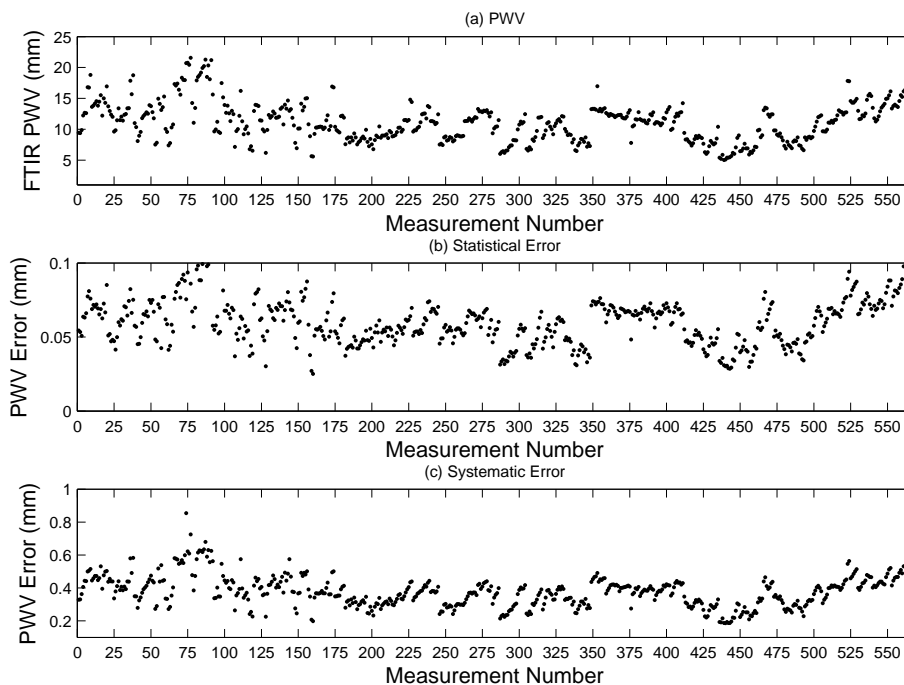 (a) PWV
25
20
15
10
5
FTIR PWV (mm)
0 25 50 75 100 125 150 175 200 225 250 275 300 325 350 375 400 425 450 475 500 525 550
Measurement Number
(b) Statistical Error
0.1
0.05
0
PWV Error (mm)
0 25 50 75 100 125 150 175 200 225 250 275 300 325 350 375 400 425 450 475 500 525 550
Measurement Number
(c) Systematic Error
1
0.8
0.6
0.4
0.2
PWV Error (mm)
0 25 50 75 100 125 150 175 200 225 250 275 300 325 350 375 400 425 450 475 500 525 550
Measurement Number